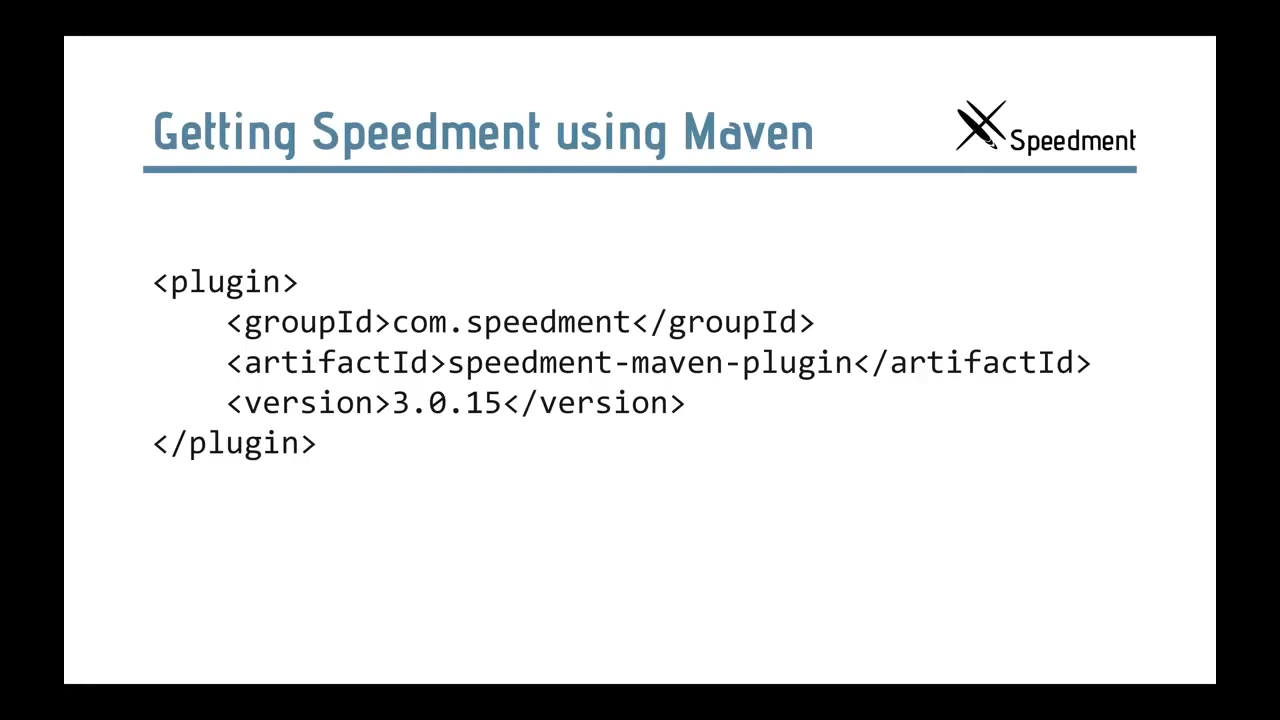 Getting Speedment using Maven
Speedment
<plugin>
    <groupId>com.speedment</groupId>
    <artifactId>speedment-maven-plugin</artifactId>
    <version>3.0.15</version>
</plugin>